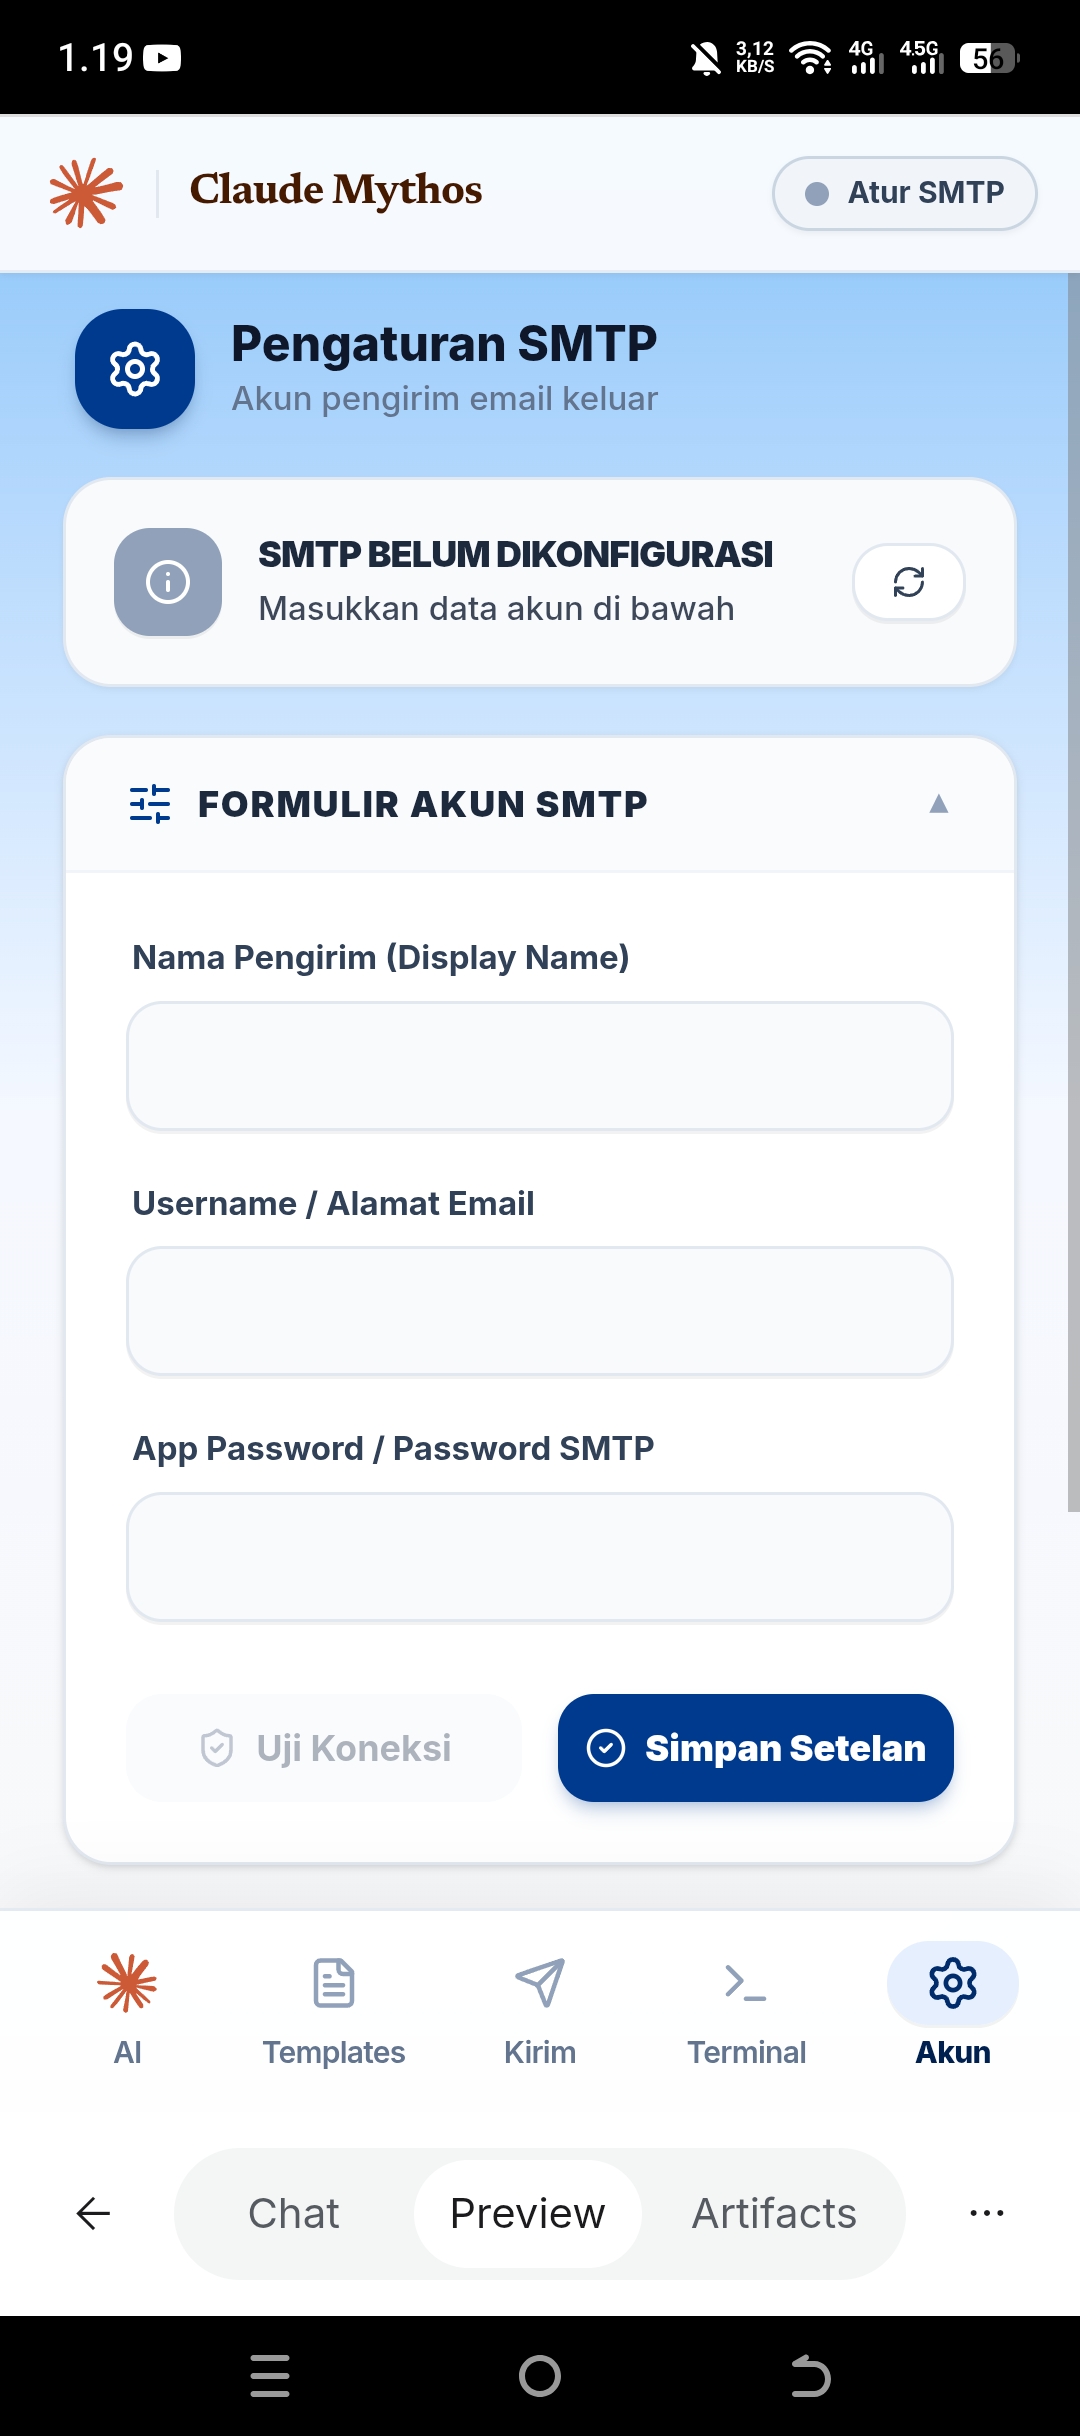 1.19
3,12
KB/S
4G
4.5G
56
Claude Mythos
Atur SMTP
Pengaturan SMTP
Akun pengirim email keluar
SMTP BELUM DIKONFIGURASI
Masukkan data akun di bawah
FORMULIR AKUN SMTP
Nama Pengirim (Display Name)
Username / Alamat Email
App Password / Password SMTP
Uji Koneksi
Simpan Setelan
AI
Templates
Kirim
Terminal
Akun
Chat
Preview
Artifacts